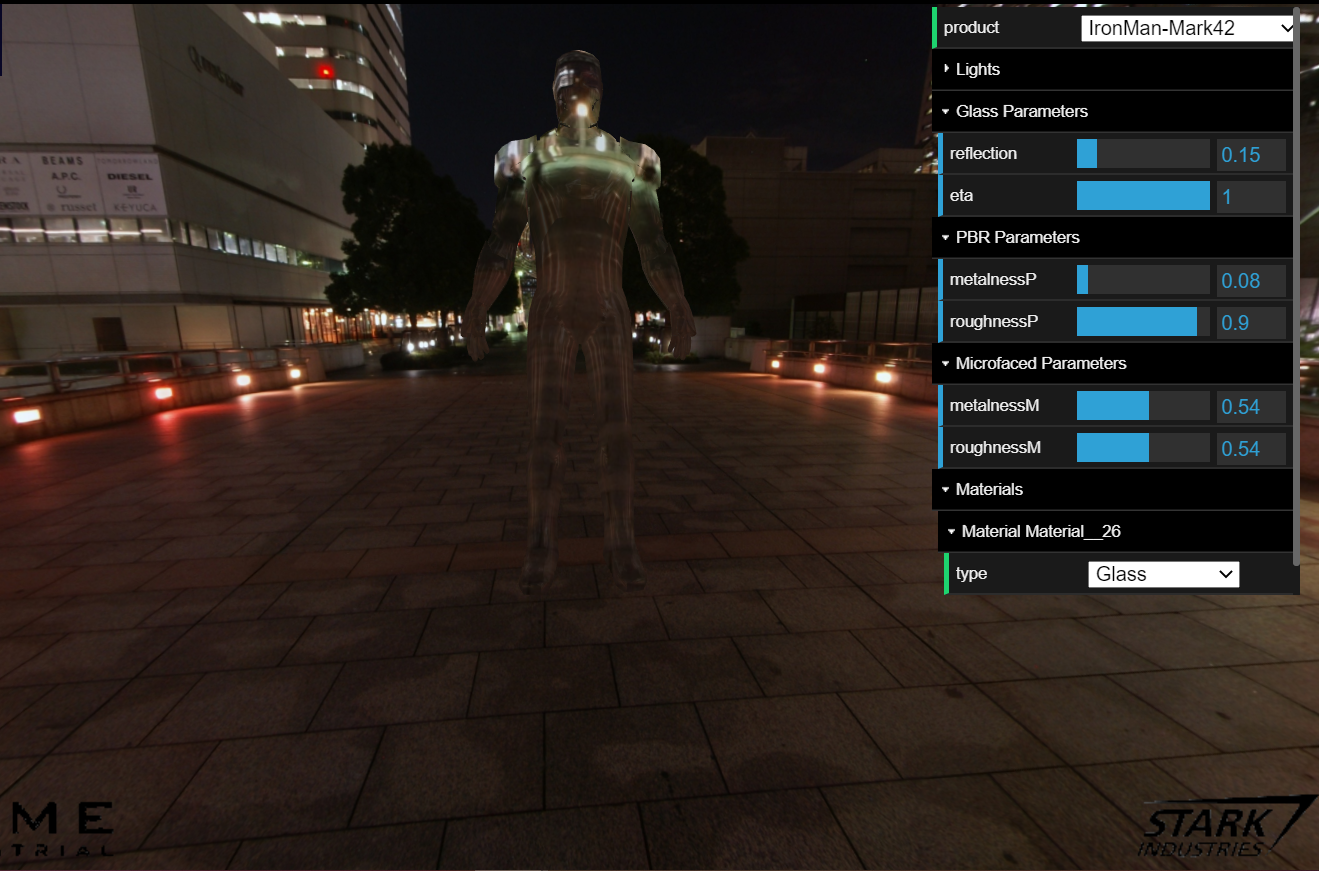 product IronMan-Mark42
Lights
Glass Parameters
reflection 0.15
eta 1
PBR Parameters
metalnessP 0.08
roughnessP 0.9
Microfaced Parameters
metalnessM 0.54
roughnessM 0.54
Materials
Material Material__26
type Glass
BEAMS
A.P.C.
DIESEL
russet
KEYUCA
ME
TRIAL
STARK
INDUSTRIES